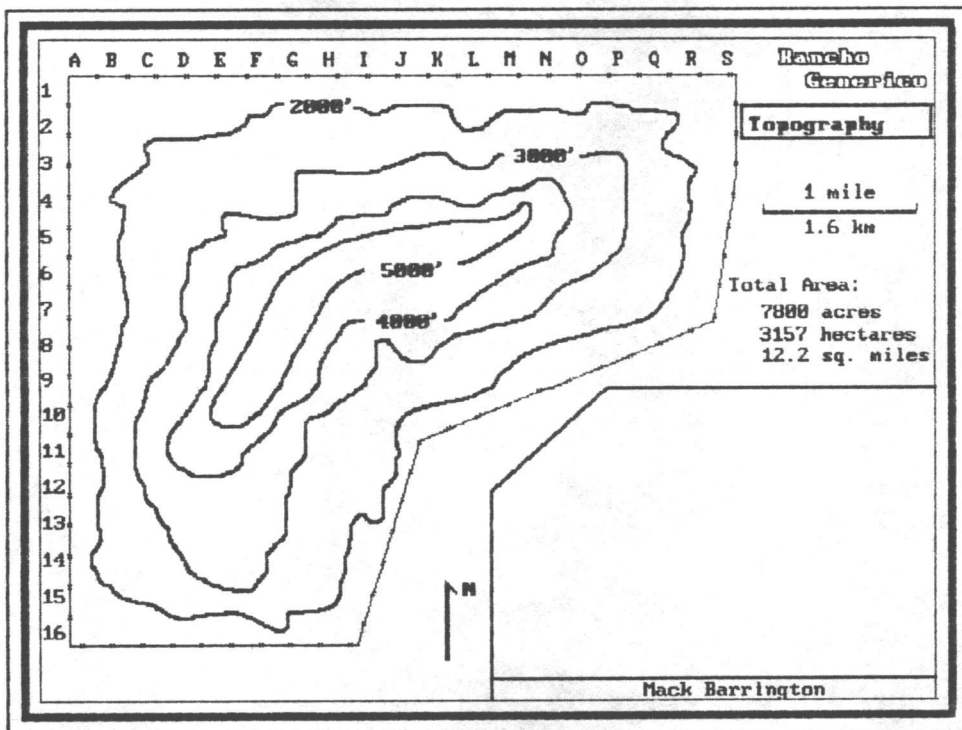 A B C D E F G H I J K L M N O P Q R S
Rancho
Generico
1
2
3
4
5
6
7
8
9
10
11
12
13
14
15
16
2000'
3000'
5000'
4000'
Topography
1 mile
1.6 km
Total Area:
7800 acres
3157 hectares
12.2 sq. miles
N
Mack Barrington